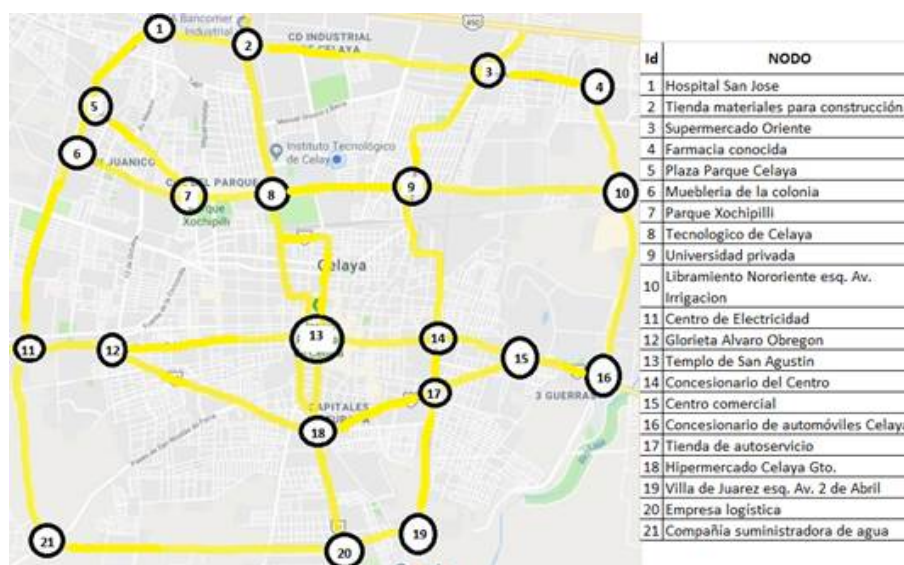 Bancomer
Industrial
CD INDUSTRIAL
DE CELAYA
450
1
2
3
4
5
Instituto Tecnológico
de Celaya
6
JUANICO
DEL PARQUE
7
8
9
10
Parque
Xochipilli
Celaya
13
11
12
14
15
16
3 GUERRAS
17
CAPITALES
18
19
20
21
Id NODO
1 Hospital San Jose
2 Tienda materiales para construcción
3 Supermercado Oriente
4 Farmacia conocida
5 Plaza Parque Celaya
6 Muebleria de la colonia
7 Parque Xochipilli
8 Tecnologico de Celaya
9 Universidad privada
10 Libramiento Nororiente esq. Av.
Irrigacion
11 Centro de Electricidad
12 Glorieta Alvaro Obregon
13 Templo de San Agustin
14 Concesionario del Centro
15 Centro comercial
16 Concesionario de automóviles Celaya
17 Tienda de autoservicio
18 Hipermercado Celaya Gto.
19 Villa de Juarez esq. Av. 2 de Abril
20 Empresa logística
21 Compañia suministradora de agua